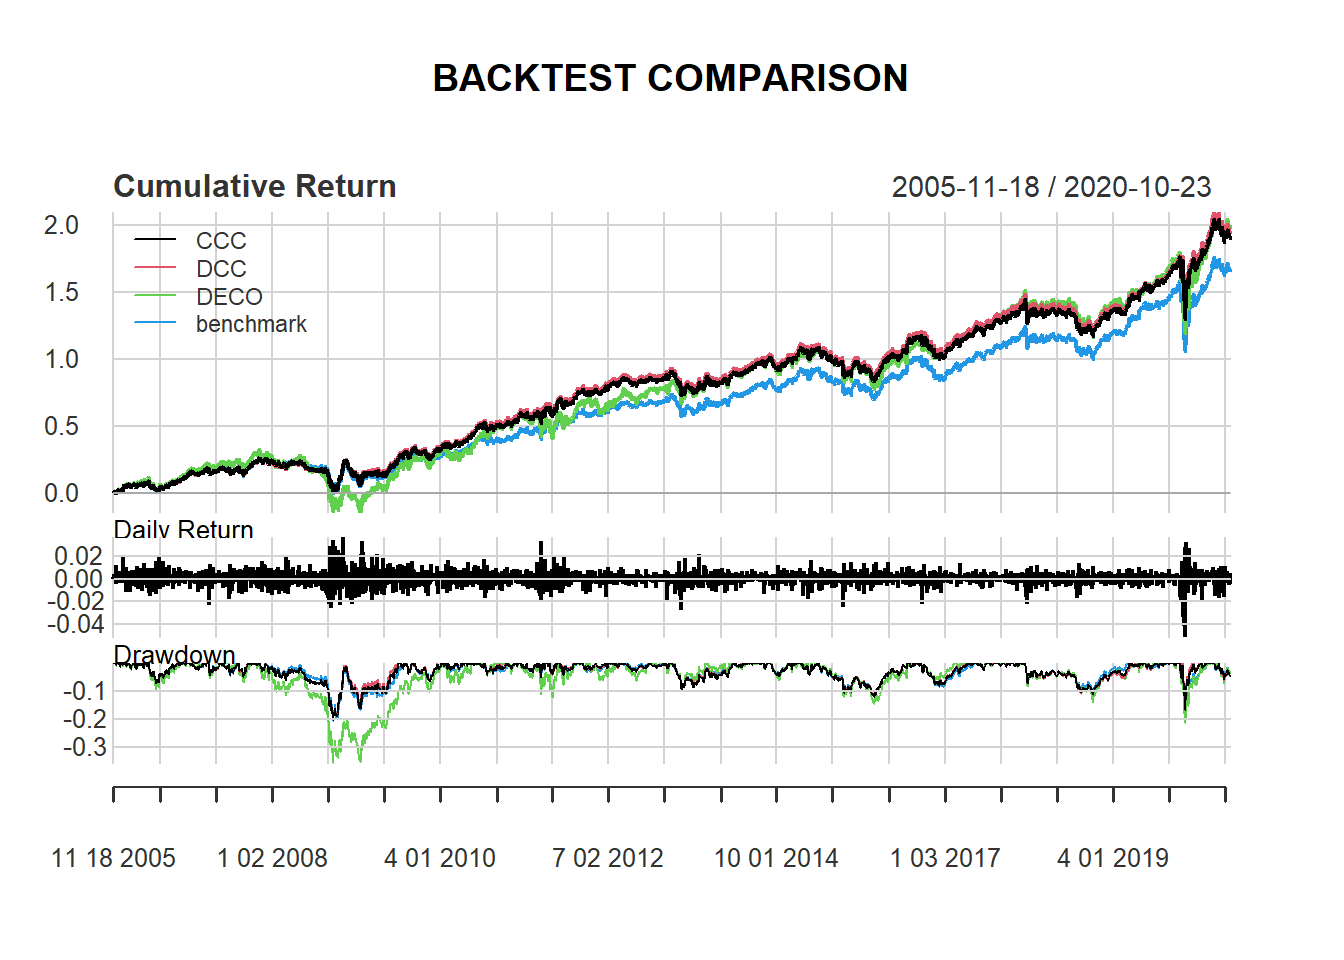 BACKTEST COMPARISON
Cumulative Return 2005-11-18 / 2020-10-23
2.0
1.5
1.0
0.5
0.0
CCC
DCC
DECO
benchmark
Daily Return
0.02
0.00
-0.02
-0.04
Drawdown
-0.1
-0.2
-0.3
11 18 2005 1 02 2008 4 01 2010 7 02 2012 10 01 2014 1 03 2017 4 01 2019